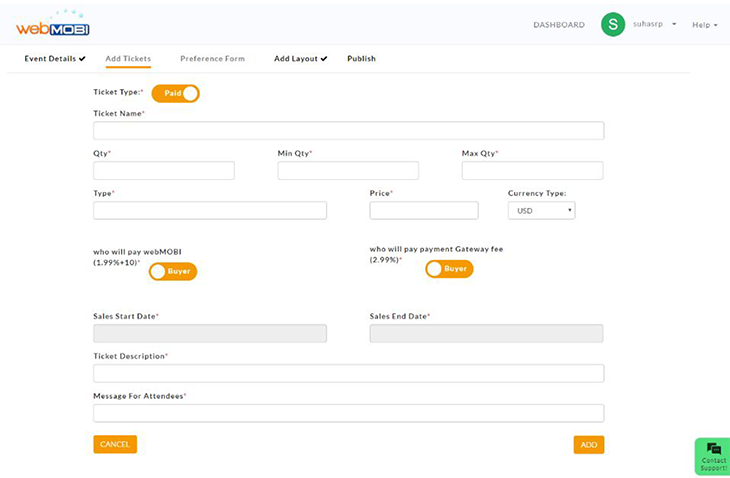 webMOBI
DASHBOARD S suhasrp Help
Event Details Add Tickets Preference Form Add Layout Publish
Ticket Type:* Paid
Ticket Name*
Qty* Min Qty* Max Qty*
Type* Price* Currency Type:
USD
who will pay webMOBI
(1.99%+10)* Buyer
who will pay payment Gateway fee
(2.99%)* Buyer
Sales Start Date* Sales End Date*
Ticket Description*
Message For Attendees*
CANCEL ADD
Contact
Support!